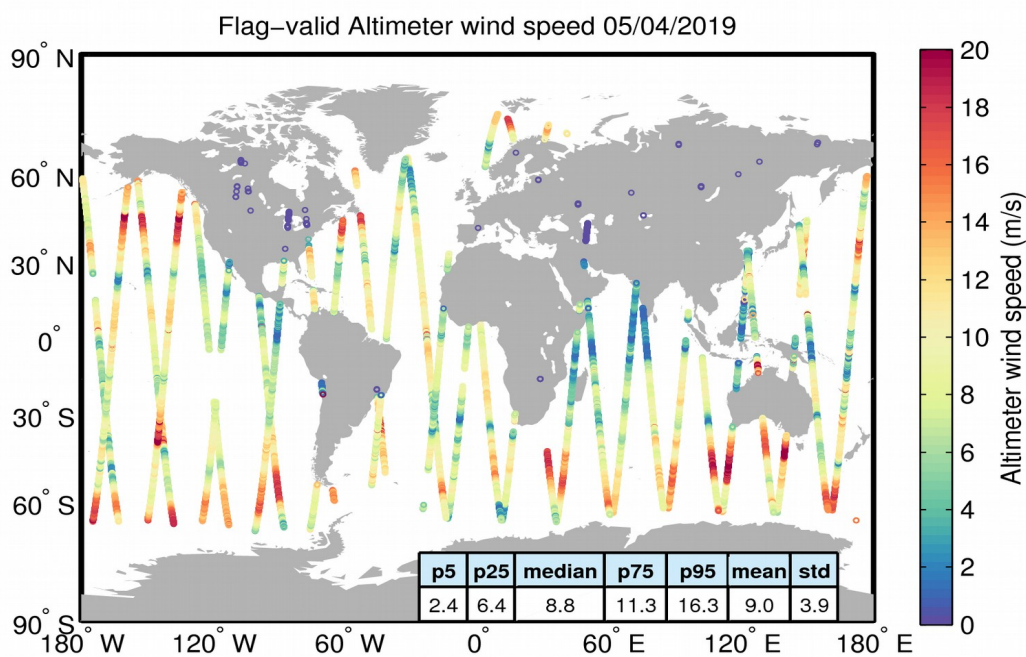 Flag−valid Altimeter wind speed 05/04/2019
90° N
60° N
30° N
0°
30° S
60° S
90° S
180° W
120° W
60° W
0°
60° E
120° E
180° E
20
18
16
14
12
10
8
6
4
2
0
Altimeter wind speed (m/s)
p5 p25 median p75 p95 mean std
2.4 6.4 8.8 11.3 16.3 9.0 3.9